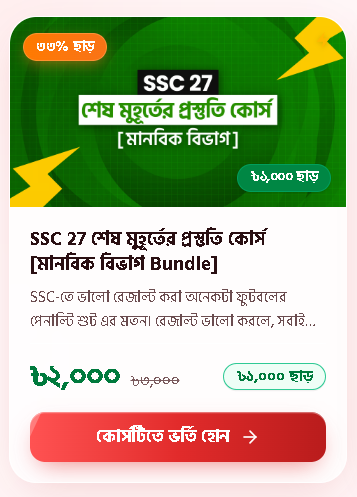 ৩৩% ছাড়
SSC 27
শেষ মুহূর্তের প্রস্তুতি কোর্স
[মানবিক বিভাগ]
৳১,০০০ ছাড়
SSC 27 শেষ মুহূর্তের প্রস্তুতি কোর্স
[মানবিক বিভাগ Bundle]
SSC-তে ভালো রেজাল্ট করা অনেকটা ফুটবলের
পেনাল্টি শুট এর মতন। রেজাল্ট ভালো করলে, সবাই...
৳২,০০০ ৳৩,০০০ ৳১,০০০ ছাড়
কোর্সটিতে ভর্তি হোন →